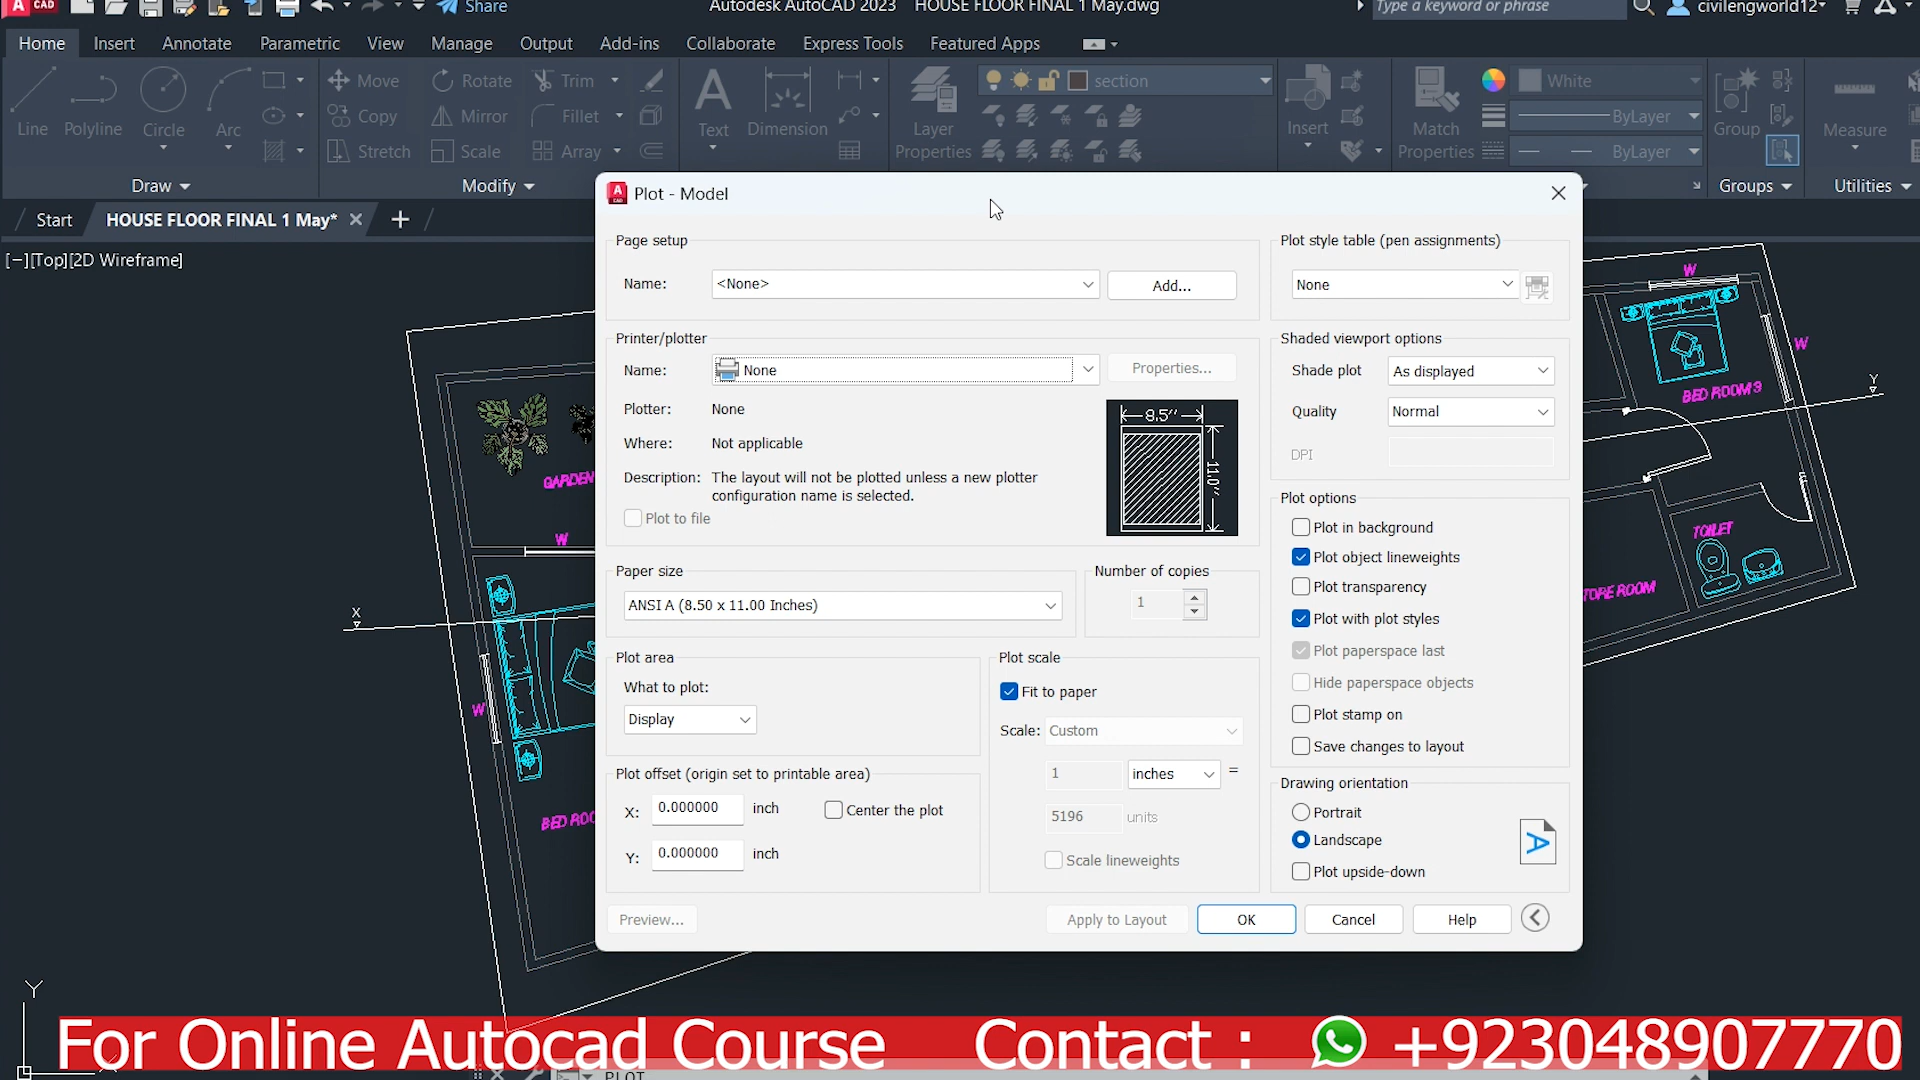 CAD Share Autodesk AutoCAD 2023 HOUSE FLOOR FINAL 1 May.dwg Type a keyword or phrase civilengworld12
Home Insert Annotate Parametric View Manage Output Add-ins Collaborate Express Tools Featured Apps
Line Polyline Circle Arc
Move Rotate Trim
Copy Mirror Fillet
Stretch Scale Array
Text Dimension
Layer Properties
section
Insert
Match Properties
White
ByLayer
ByLayer
Group
Measure
Draw Modify Groups Utilities
Start HOUSE FLOOR FINAL 1 May*
[−][Top][2D Wireframe]
Plot - Model
Page setup
Name: <None> Add...
Plot style table (pen assignments)
None
Printer/plotter
Name: None Properties...
Plotter: None
Where: Not applicable
Description: The layout will not be plotted unless a new plotter
configuration name is selected.
Plot to file
8.5''
11.0''
Shaded viewport options
Shade plot As displayed
Quality Normal
DPI
Paper size
ANSI A (8.50 x 11.00 Inches)
Number of copies
1
Plot options
Plot in background
Plot object lineweights
Plot transparency
Plot with plot styles
Plot paperspace last
Hide paperspace objects
Plot stamp on
Save changes to layout
Plot area
What to plot:
Display
Plot scale
Fit to paper
Scale: Custom
1 inches =
5196 units
Scale lineweights
Plot offset (origin set to printable area)
X: 0.000000 inch Center the plot
Y: 0.000000 inch
Drawing orientation
Portrait
Landscape
Plot upside-down
A
Preview... Apply to Layout OK Cancel Help
GARDEN
W
X
W
BED ROO
W
W
BED ROOM 3
Y
TOILET
TORE ROOM
Y
X
For Online Autocad Course Contact : +923048907770
PLOT